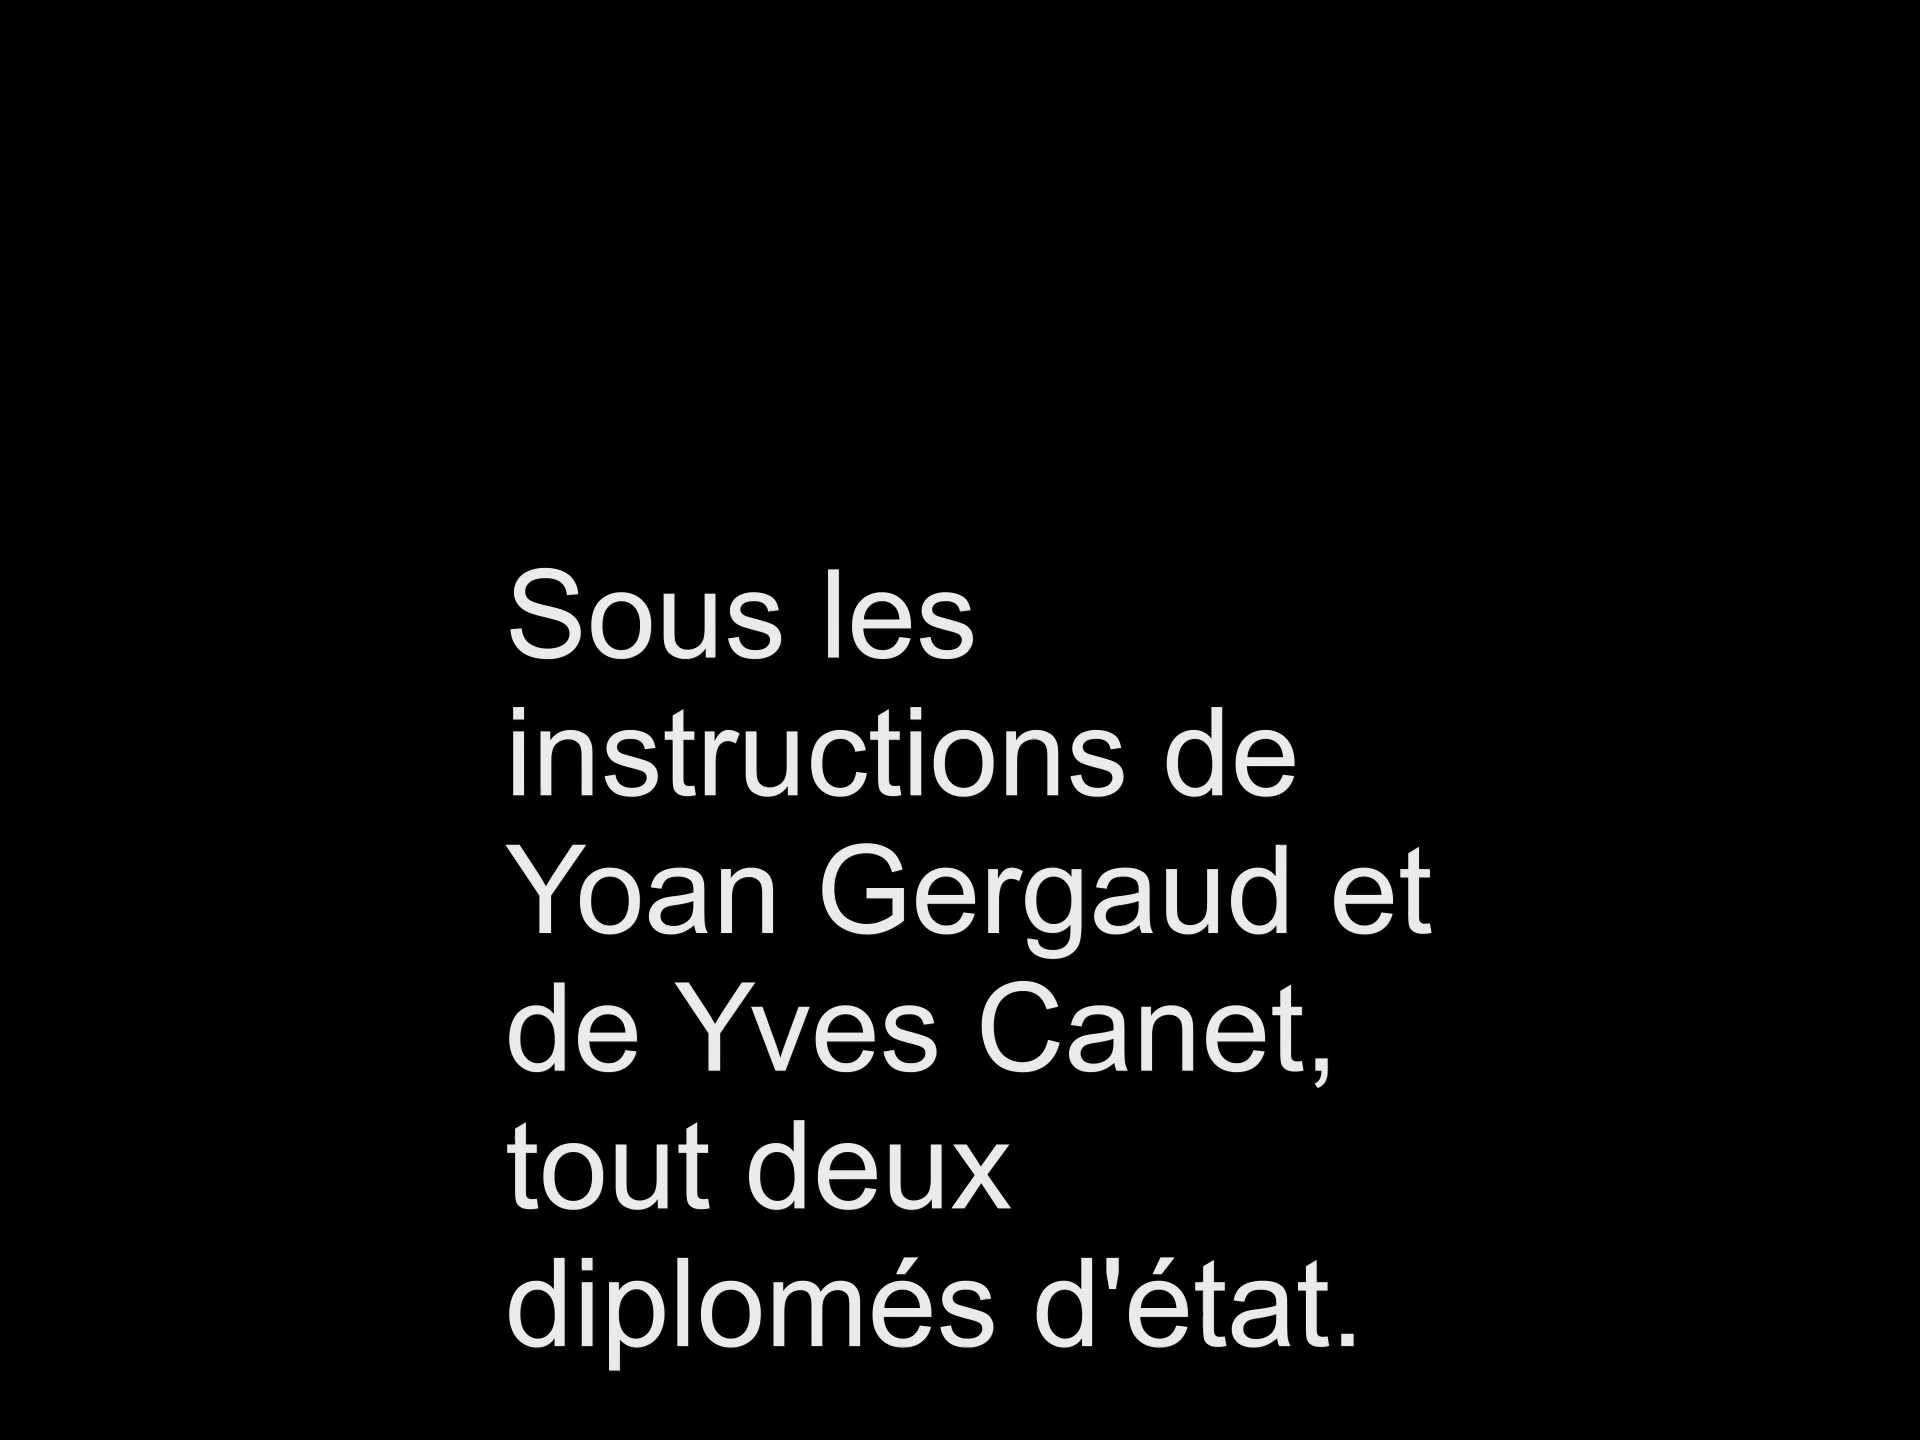 Sous les
instructions de
Yoan Gergaud et
de Yves Canet,
tout deux
diplomés d'état.